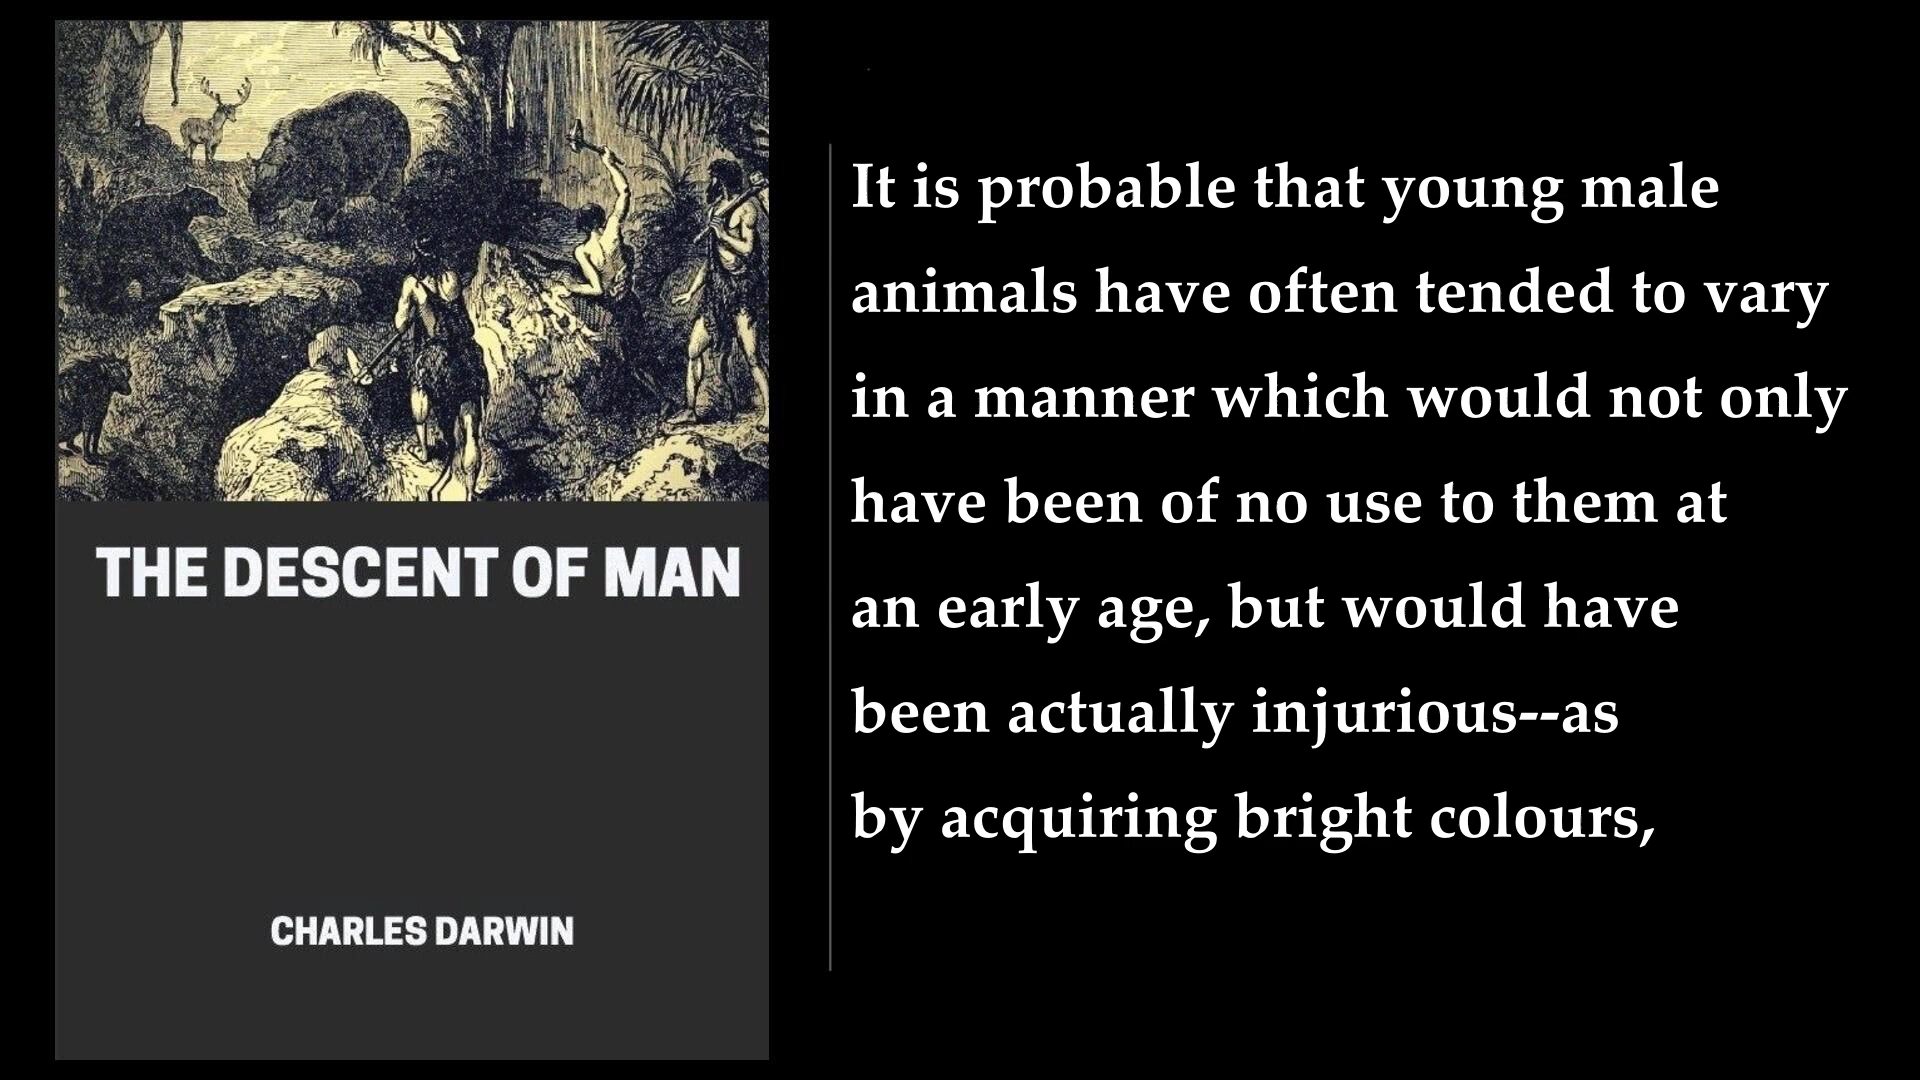 THE DESCENT OF MAN
CHARLES DARWIN
It is probable that young male
animals have often tended to vary
in a manner which would not only
have been of no use to them at
an early age, but would have
been actually injurious--as
by acquiring bright colours,